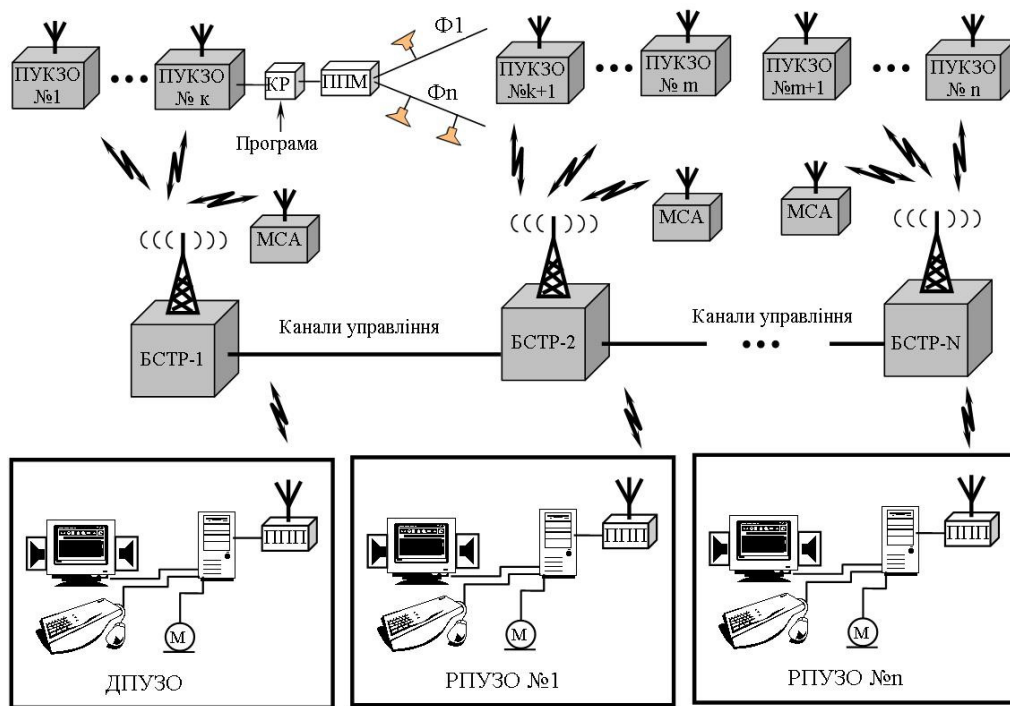 ПУКЗО
№1
ПУКЗО
№ к
КР
ППМ
Ф1
Фn
Програма
ПУКЗО
№k+1
ПУКЗО
№ m
ПУКЗО
№m+1
ПУКЗО
№ n
МСА
МСА
МСА
БСТР-1
Канали управління
БСТР-2
Канали управління
БСТР-N
ППП
М
ДПУЗО
ППП
М
РПУЗО №1
ППП
М
РПУЗО №n